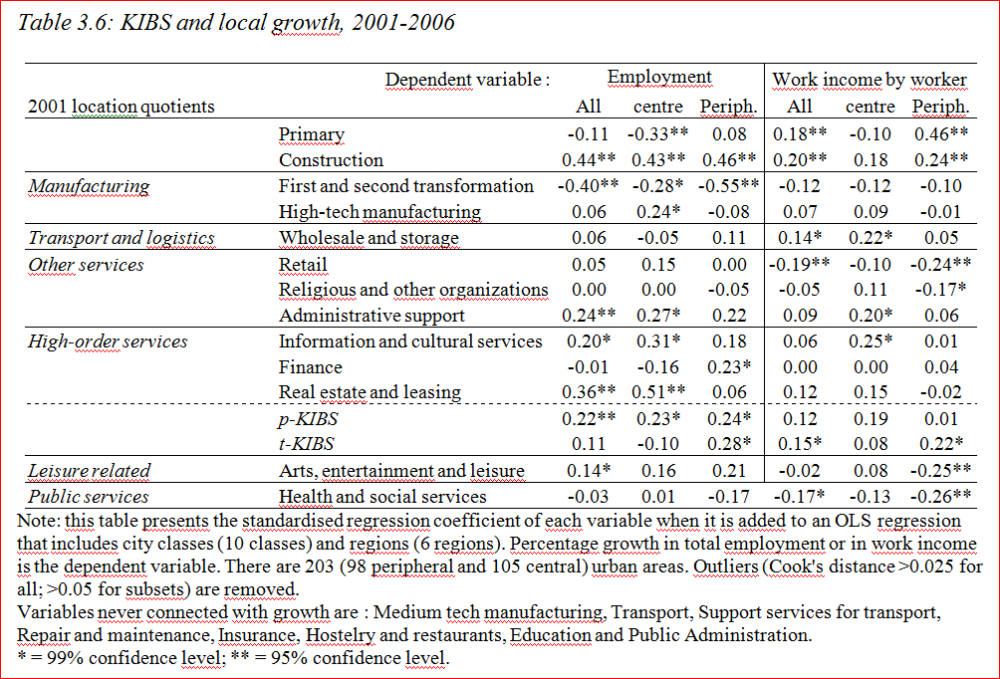 Table 3.6: KIBS and local growth, 2001-2006
Dependent variable : Employment Work income by worker
2001 location quotients All centre Periph. All centre Periph.
Primary -0.11 -0.33** 0.08 0.18** -0.10 0.46**
Construction 0.44** 0.43** 0.46** 0.20** 0.18 0.24**
Manufacturing First and second transformation -0.40** -0.28* -0.55** -0.12 -0.12 -0.10
High-tech manufacturing 0.06 0.24* -0.08 0.07 0.09 -0.01
Transport and logistics Wholesale and storage 0.06 -0.05 0.11 0.14* 0.22* 0.05
Other services Retail 0.05 0.15 0.00 -0.19** -0.10 -0.24**
Religious and other organizations 0.00 0.00 -0.05 -0.05 0.11 -0.17*
Administrative support 0.24** 0.27* 0.22 0.09 0.20* 0.06
High-order services Information and cultural services 0.20* 0.31* 0.18 0.06 0.25* 0.01
Finance -0.01 -0.16 0.23* 0.00 0.00 0.04
Real estate and leasing 0.36** 0.51** 0.06 0.12 0.15 -0.02
p-KIBS 0.22** 0.23* 0.24* 0.12 0.19 0.01
t-KIBS 0.11 -0.10 0.28* 0.15* 0.08 0.22*
Leisure related Arts, entertainment and leisure 0.14* 0.16 0.21 -0.02 0.08 -0.25**
Public services Health and social services -0.03 0.01 -0.17 -0.17* -0.13 -0.26**
Note: this table presents the standardised regression coefficient of each variable when it is added to an OLS regression
that includes city classes (10 classes) and regions (6 regions). Percentage growth in total employment or in work income
is the dependent variable. There are 203 (98 peripheral and 105 central) urban areas. Outliers (Cook's distance >0.025 for
all; >0.05 for subsets) are removed.
Variables never connected with growth are : Medium tech manufacturing, Transport, Support services for transport,
Repair and maintenance, Insurance, Hostelry and restaurants, Education and Public Administration.
* = 99% confidence level; ** = 95% confidence level.